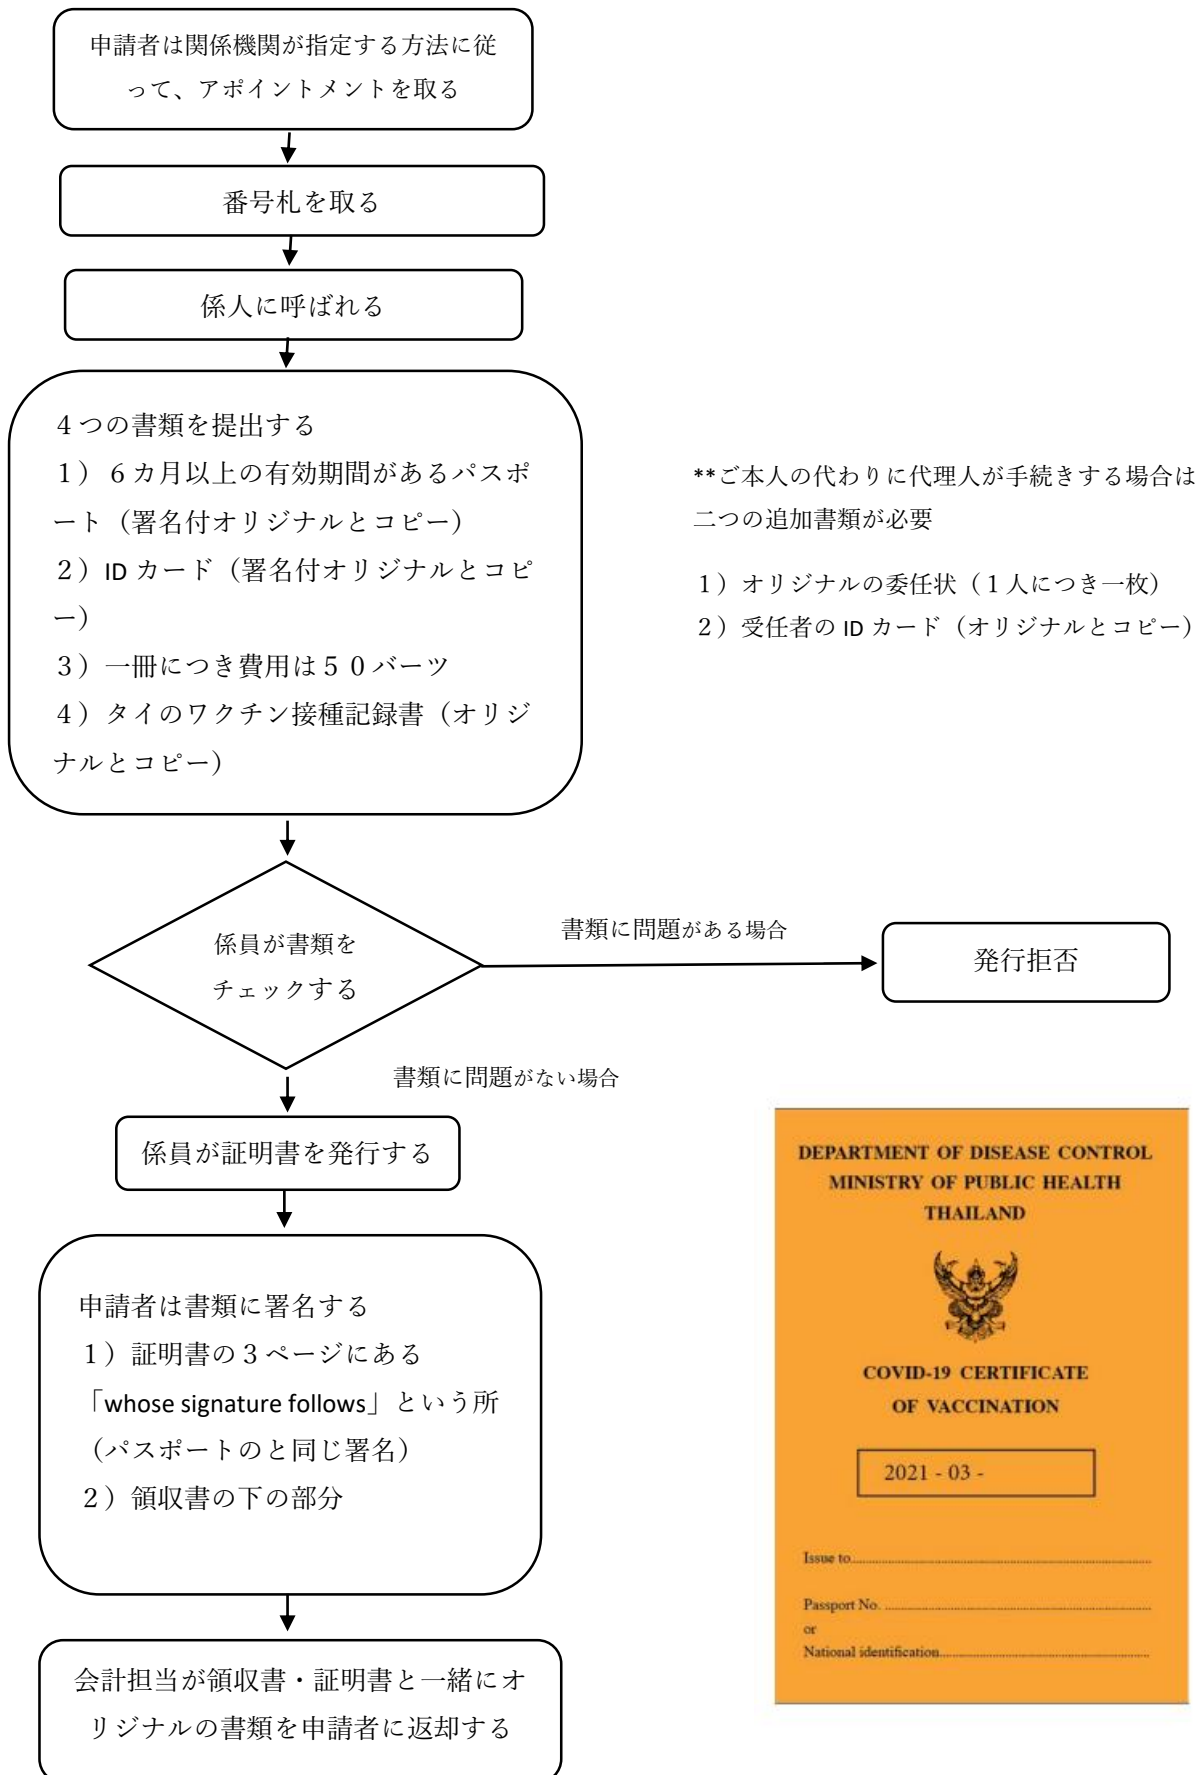 申請者は関係機関が指定する方法に従
って、アポイントメントを取る
番号札を取る
係人に呼ばれる
４つの書類を提出する
１）６カ月以上の有効期間があるパスポ
ート（署名付オリジナルとコピー）
２）ID カード（署名付オリジナルとコピ
ー）
３）一冊につき費用は５０バーツ
４）タイのワクチン接種記録書（オリジ
ナルとコピー）
**ご本人の代わりに代理人が手続きする場合は
二つの追加書類が必要
１）オリジナルの委任状（１人につき一枚）
２）受任者の ID カード（オリジナルとコピー）
係員が書類を
チェックする
書類に問題がある場合
発行拒否
書類に問題がない場合
係員が証明書を発行する
申請者は書類に署名する
１）証明書の３ページにある
「whose signature follows」という所
（パスポートのと同じ署名）
２）領収書の下の部分
会計担当が領収書・証明書と一緒にオ
リジナルの書類を申請者に返却する
DEPARTMENT OF DISEASE CONTROL
MINISTRY OF PUBLIC HEALTH
THAILAND
COVID-19 CERTIFICATE
OF VACCINATION
2021 - 03 -
Issue to
Passport No.
or
National identification